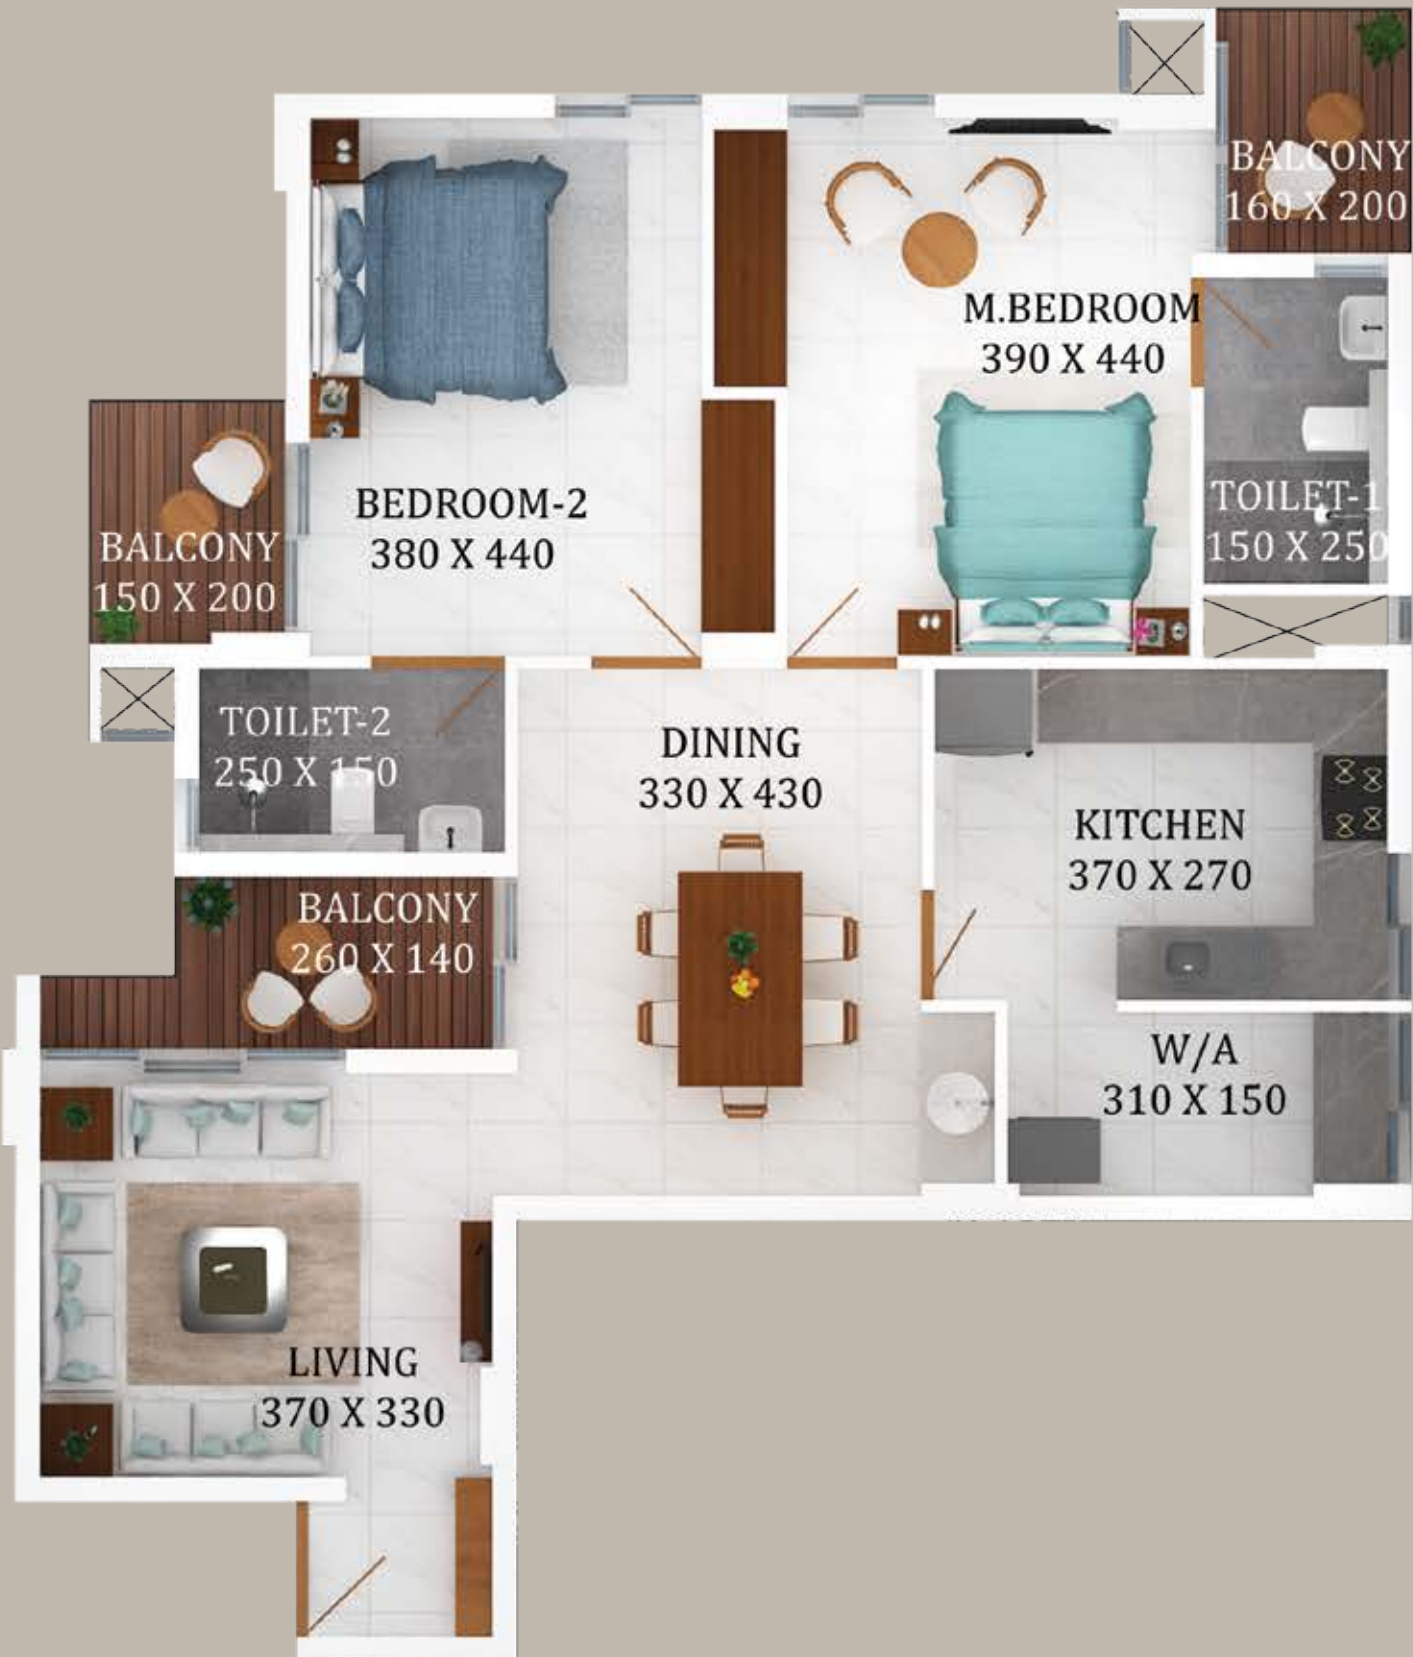 BALCONY
160 X 200
M.BEDROOM
390 X 440
BEDROOM-2
380 X 440
TOILET-1
150 X 250
BALCONY
150 X 200
TOILET-2
250 X 150
DINING
330 X 430
KITCHEN
370 X 270
BALCONY
260 X 140
W/A
310 X 150
LIVING
370 X 330